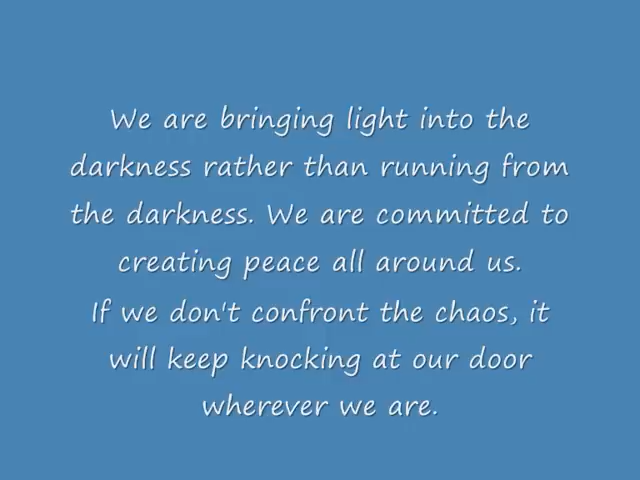 We are bringing light into the
darkness rather than running from
the darkness. We are committed to
creating peace all around us.
If we don't confront the chaos, it
will keep knocking at our door
wherever we are.